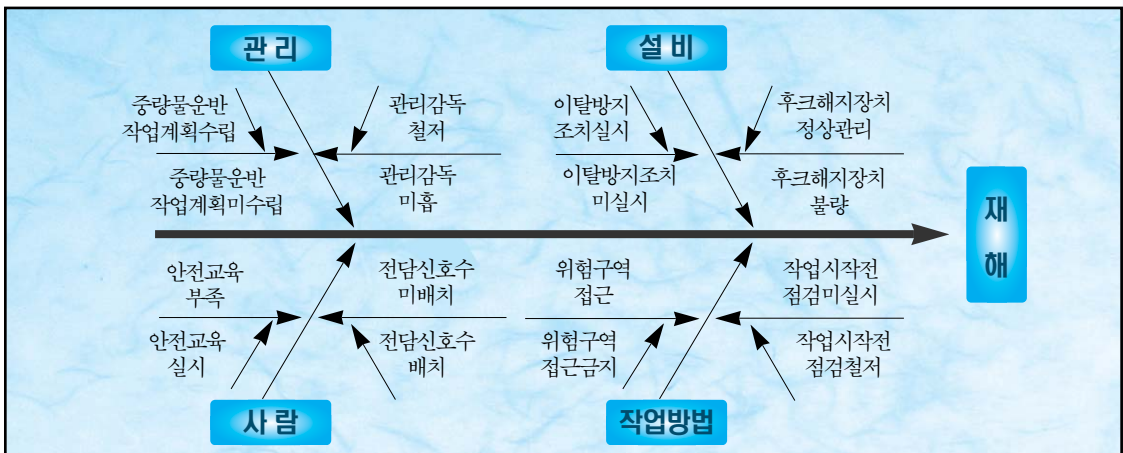 관 리
설 비
중량물운반
작업계획수립
관리감독
철저
이탈방지
조치실시
후크해지장치
정상관리
중량물운반
작업계획미수립
관리감독
미흡
이탈방지조치
미실시
후크해지장치
불량
재
해
안전교육
부족
전담신호수
미배치
위험구역
접근
작업시작전
점검미실시
안전교육
실시
전담신호수
배치
위험구역
접근금지
작업시작전
점검철저
사 람
작업방법